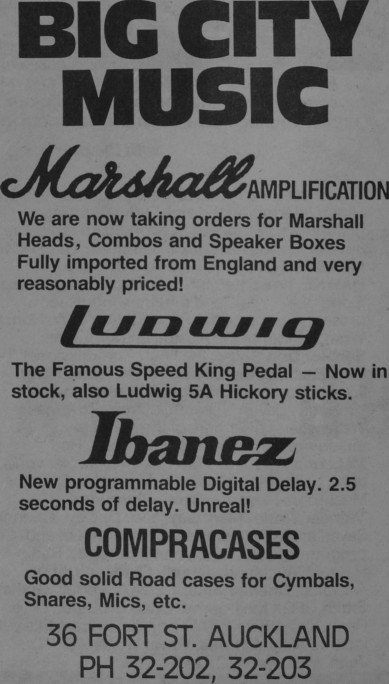 BIG CITY
MUSIC
Marshall AMPLIFICATION
We are now taking orders for Marshall
Heads, Combos and Speaker Boxes
Fully imported from England and very
reasonably priced!
LUDWIG
The Famous Speed King Pedal — Now in
stock, also Ludwig 5A Hickory sticks.
Ibanez
New programmable Digital Delay. 2.5
seconds of delay. Unreal!
COMPRACASES
Good solid Road cases for Cymbals,
Snares, Mics, etc.
36 FORT ST. AUCKLAND
PH 32-202, 32-203